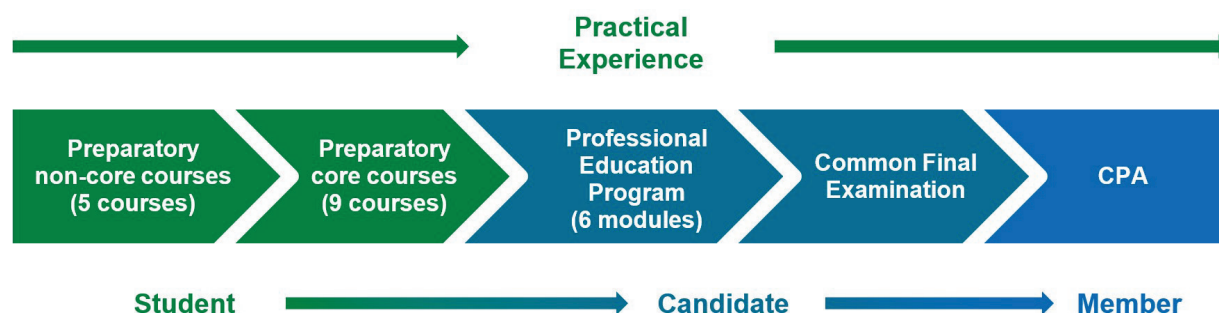 Practical
Experience
Preparatory
non-core courses
(5 courses)
Preparatory
core courses
(9 courses)
Professional
Education
Program
(6 modules)
Common Final
Examination
CPA
Student
Candidate
Member